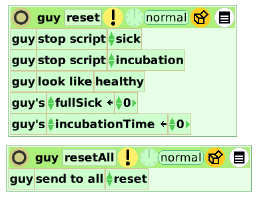 guy reset ! normal
guy stop script sick
guy stop script incubation
guy look like healthy
guy's fullSick ← 0
guy's incubationTime ← 0
guy resetAll ! normal
guy send to all reset